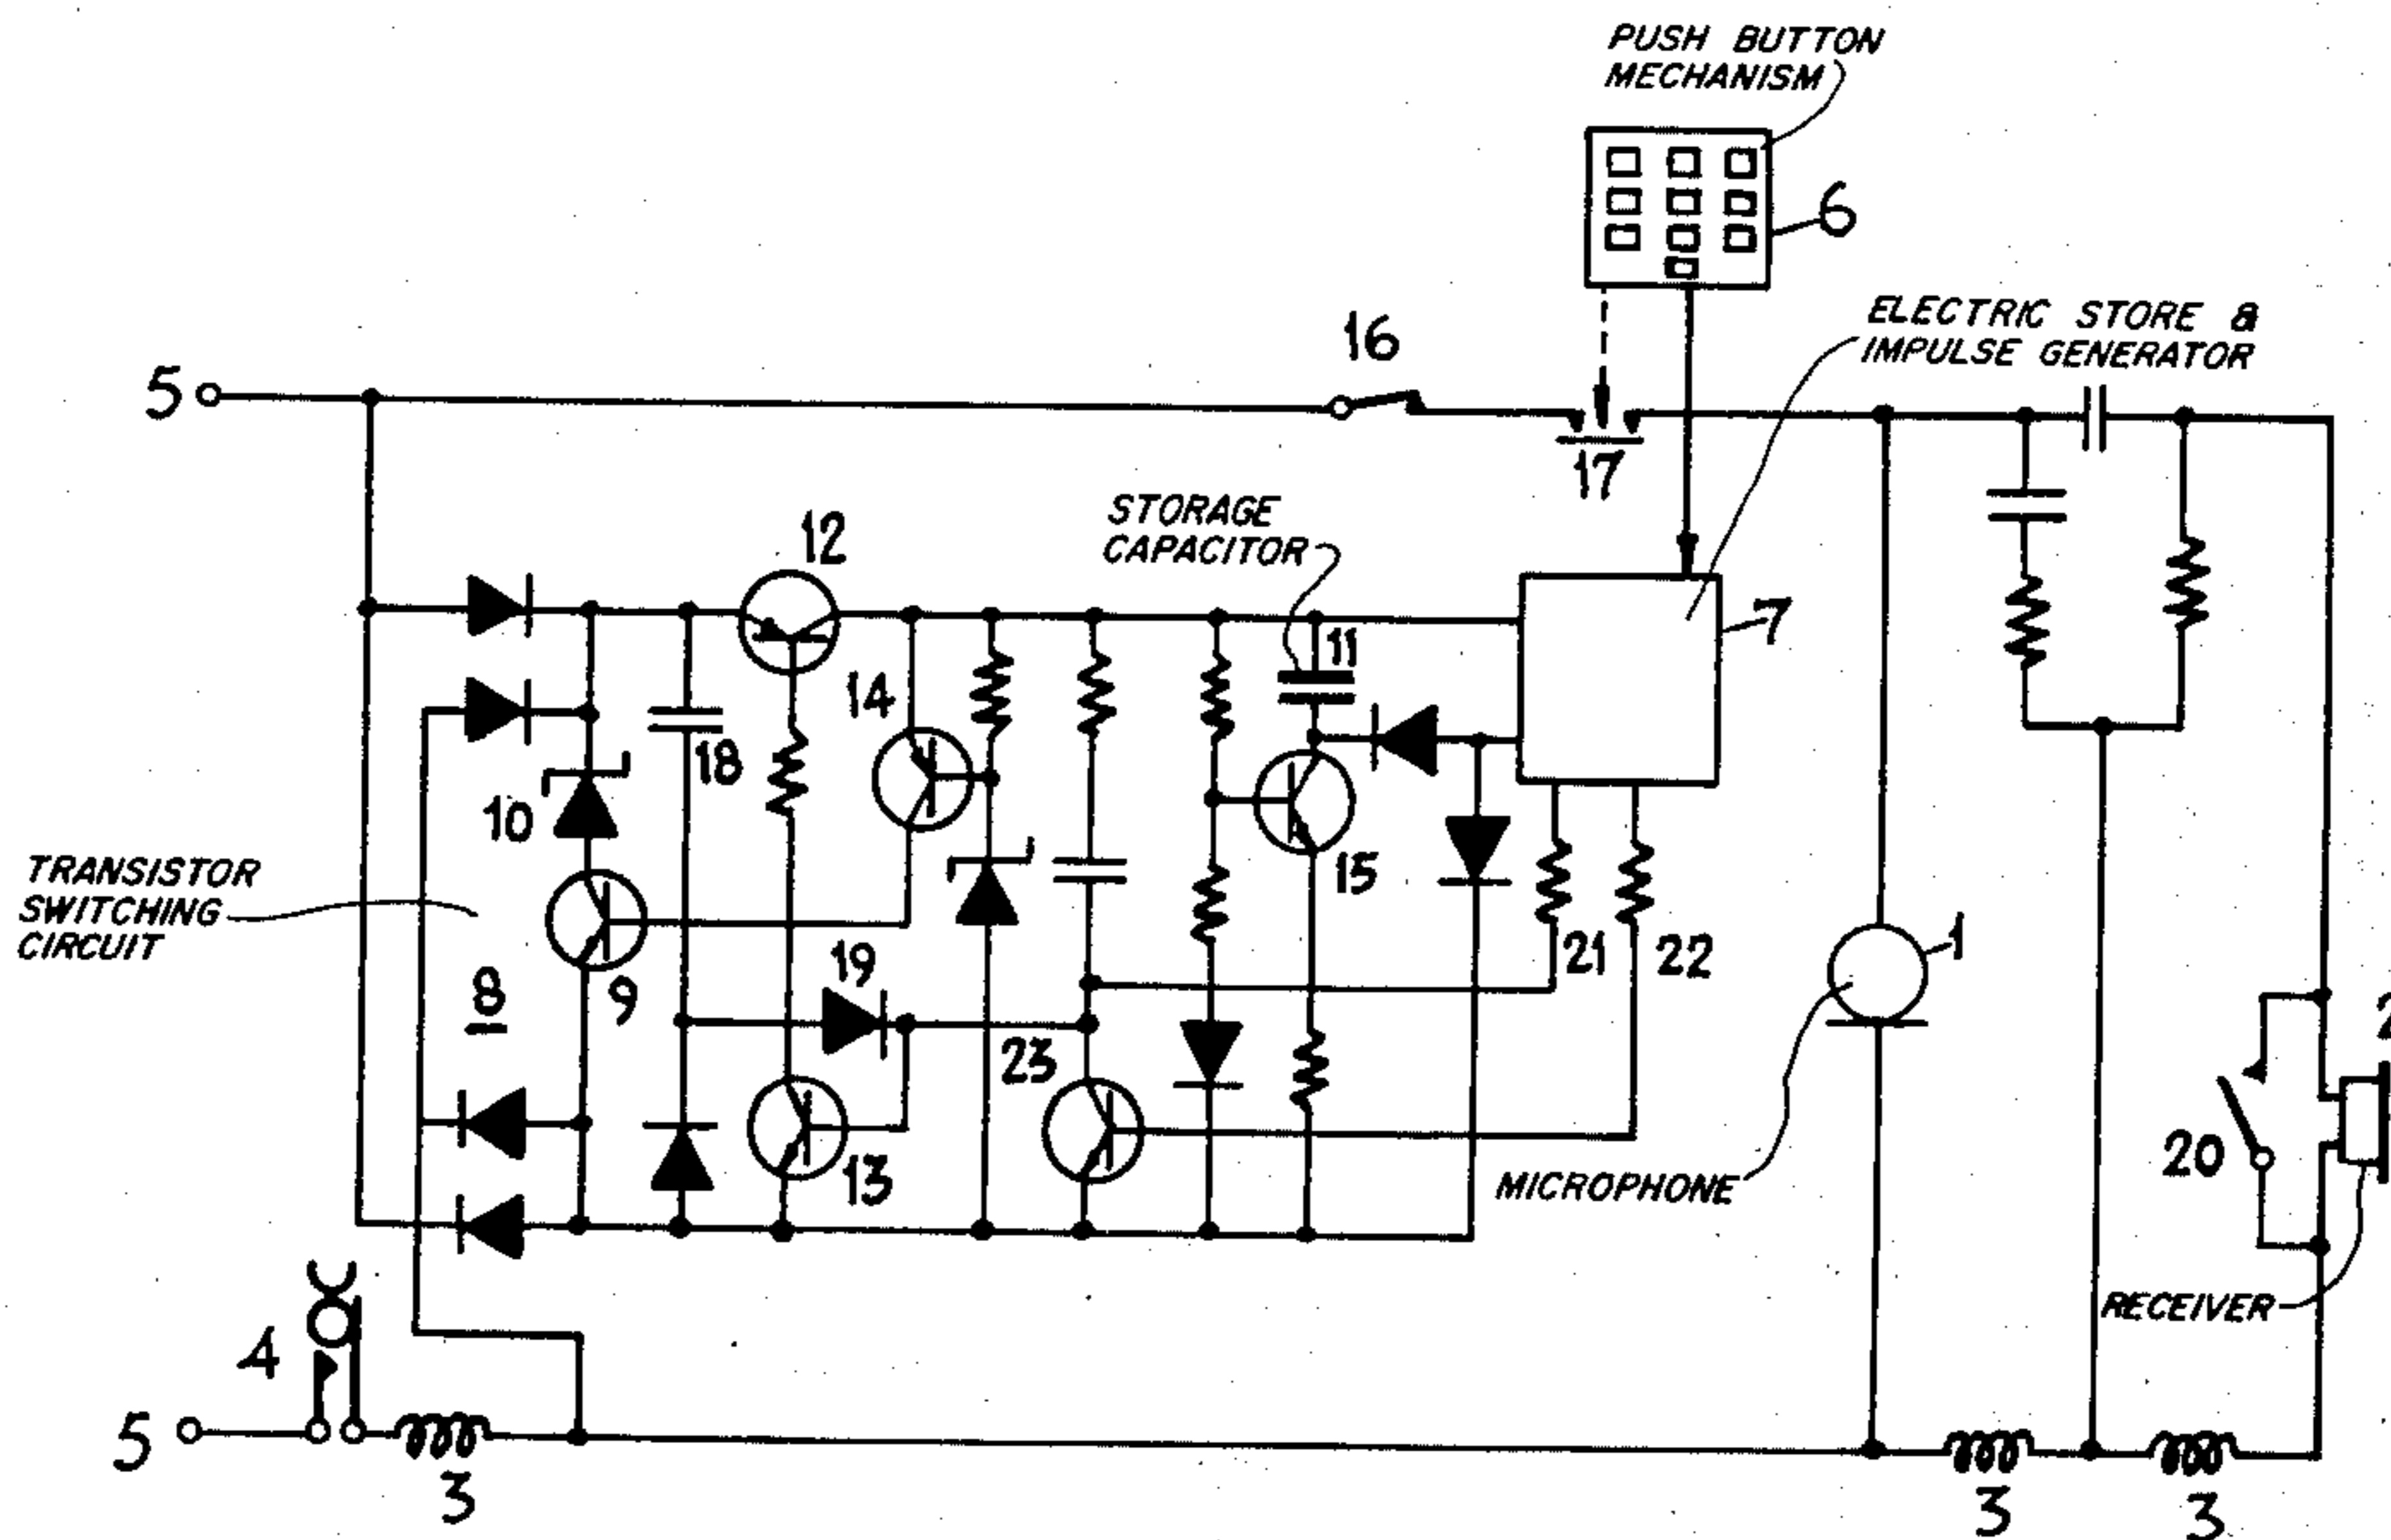 PUSH BUTTON
MECHANISM
6
ELECTRIC STORE &
IMPULSE GENERATOR
16
5
17
STORAGE
CAPACITOR
12
11
7
14
18
10
15
TRANSISTOR
SWITCHING
CIRCUIT
19
21
22
1
8
9
23
2
13
MICROPHONE
20
RECEIVER
4
5
3
3
3